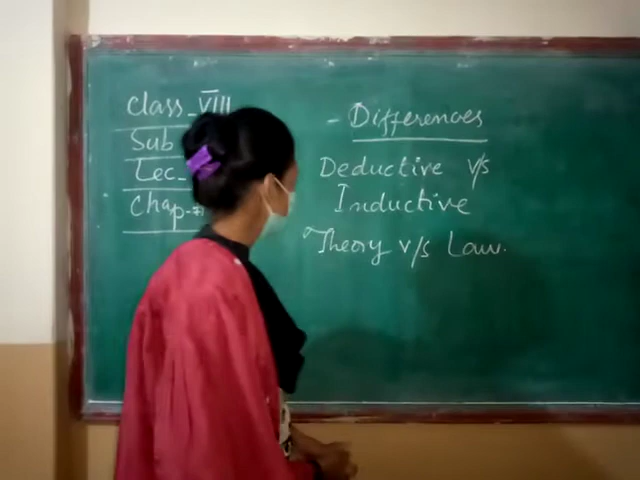 Class - VIII
Sub
Lec -
Chap -
- Differences
Deductive v/s
Inductive
Theory v/s Law.